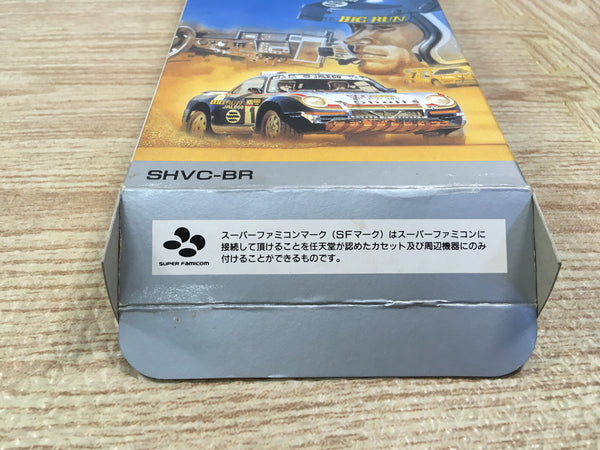 BIG RUN
JALECO
JALECO
1
SHVC-BR
スーパーファミコンマーク（SFマーク）はスーパーファミコンに
接続して頂けることを任天堂が認めたカセット及び周辺機器にのみ
付けることができるものです。
SUPER FAMICOM